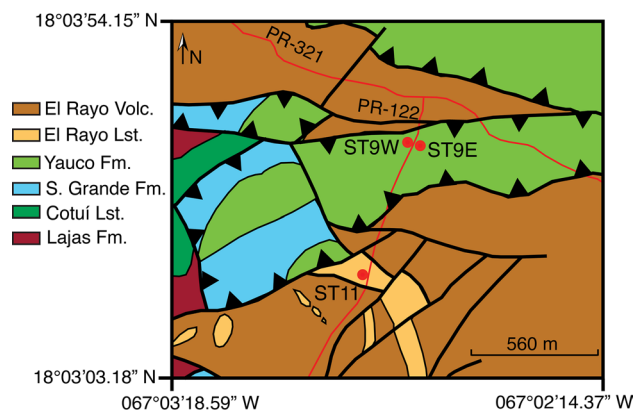 18°03'54.15" N
N
PR-321
PR-122
El Rayo Volc.
El Rayo Lst.
Yauco Fm.
S. Grande Fm.
Cotuí Lst.
Lajas Fm.
ST9W
ST9E
ST11
560 m
18°03'03.18" N
067°03'18.59" W
067°02'14.37" W